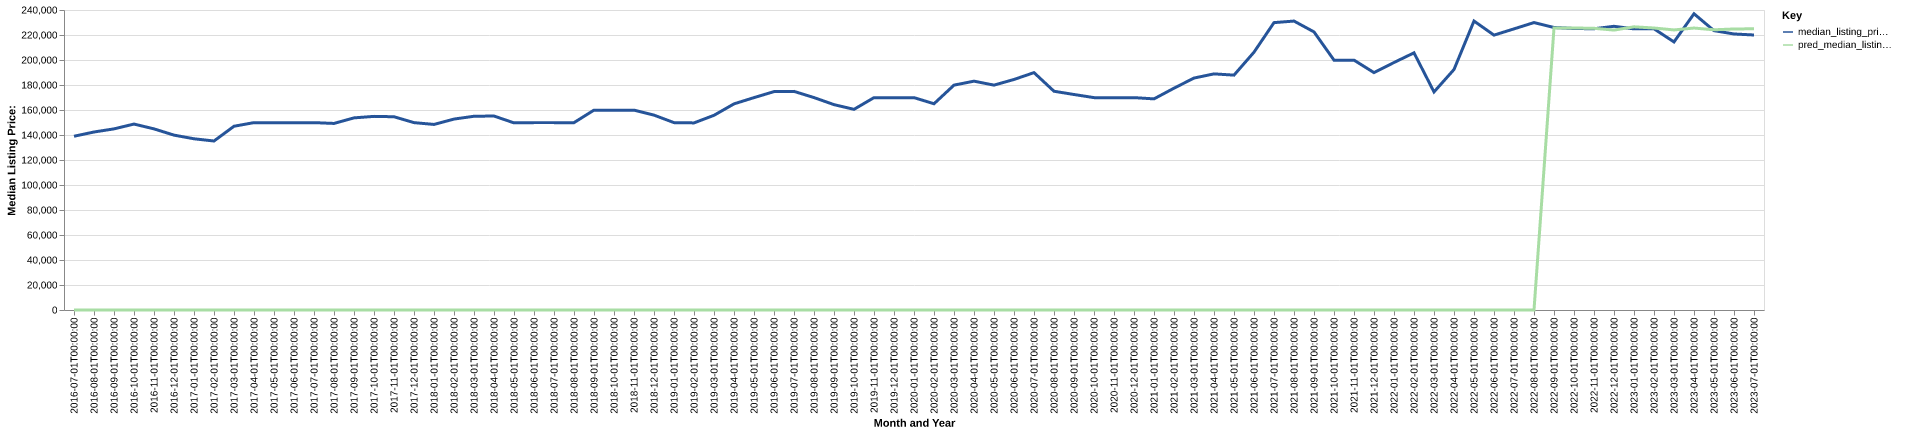 240,000
220,000
200,000
180,000
160,000
140,000
120,000
100,000
80,000
60,000
40,000
20,000
0
Median Listing Price:
2016-07-01T00:00:00
2016-08-01T00:00:00
2016-09-01T00:00:00
2016-10-01T00:00:00
2016-11-01T00:00:00
2016-12-01T00:00:00
2017-01-01T00:00:00
2017-02-01T00:00:00
2017-03-01T00:00:00
2017-04-01T00:00:00
2017-05-01T00:00:00
2017-06-01T00:00:00
2017-07-01T00:00:00
2017-08-01T00:00:00
2017-09-01T00:00:00
2017-10-01T00:00:00
2017-11-01T00:00:00
2017-12-01T00:00:00
2018-01-01T00:00:00
2018-02-01T00:00:00
2018-03-01T00:00:00
2018-04-01T00:00:00
2018-05-01T00:00:00
2018-06-01T00:00:00
2018-07-01T00:00:00
2018-08-01T00:00:00
2018-09-01T00:00:00
2018-10-01T00:00:00
2018-11-01T00:00:00
2018-12-01T00:00:00
2019-01-01T00:00:00
2019-02-01T00:00:00
2019-03-01T00:00:00
2019-04-01T00:00:00
2019-05-01T00:00:00
2019-06-01T00:00:00
2019-07-01T00:00:00
2019-08-01T00:00:00
2019-09-01T00:00:00
2019-10-01T00:00:00
2019-11-01T00:00:00
2019-12-01T00:00:00
2020-01-01T00:00:00
2020-02-01T00:00:00
2020-03-01T00:00:00
2020-04-01T00:00:00
2020-05-01T00:00:00
2020-06-01T00:00:00
2020-07-01T00:00:00
2020-08-01T00:00:00
2020-09-01T00:00:00
2020-10-01T00:00:00
2020-11-01T00:00:00
2020-12-01T00:00:00
2021-01-01T00:00:00
2021-02-01T00:00:00
2021-03-01T00:00:00
2021-04-01T00:00:00
2021-05-01T00:00:00
2021-06-01T00:00:00
2021-07-01T00:00:00
2021-08-01T00:00:00
2021-09-01T00:00:00
2021-10-01T00:00:00
2021-11-01T00:00:00
2021-12-01T00:00:00
2022-01-01T00:00:00
2022-02-01T00:00:00
2022-03-01T00:00:00
2022-04-01T00:00:00
2022-05-01T00:00:00
2022-06-01T00:00:00
2022-07-01T00:00:00
2022-08-01T00:00:00
2022-09-01T00:00:00
2022-10-01T00:00:00
2022-11-01T00:00:00
2022-12-01T00:00:00
2023-01-01T00:00:00
2023-02-01T00:00:00
2023-03-01T00:00:00
2023-04-01T00:00:00
2023-05-01T00:00:00
2023-06-01T00:00:00
2023-07-01T00:00:00
Month and Year
Key
median_listing_pri…
pred_median_listin…